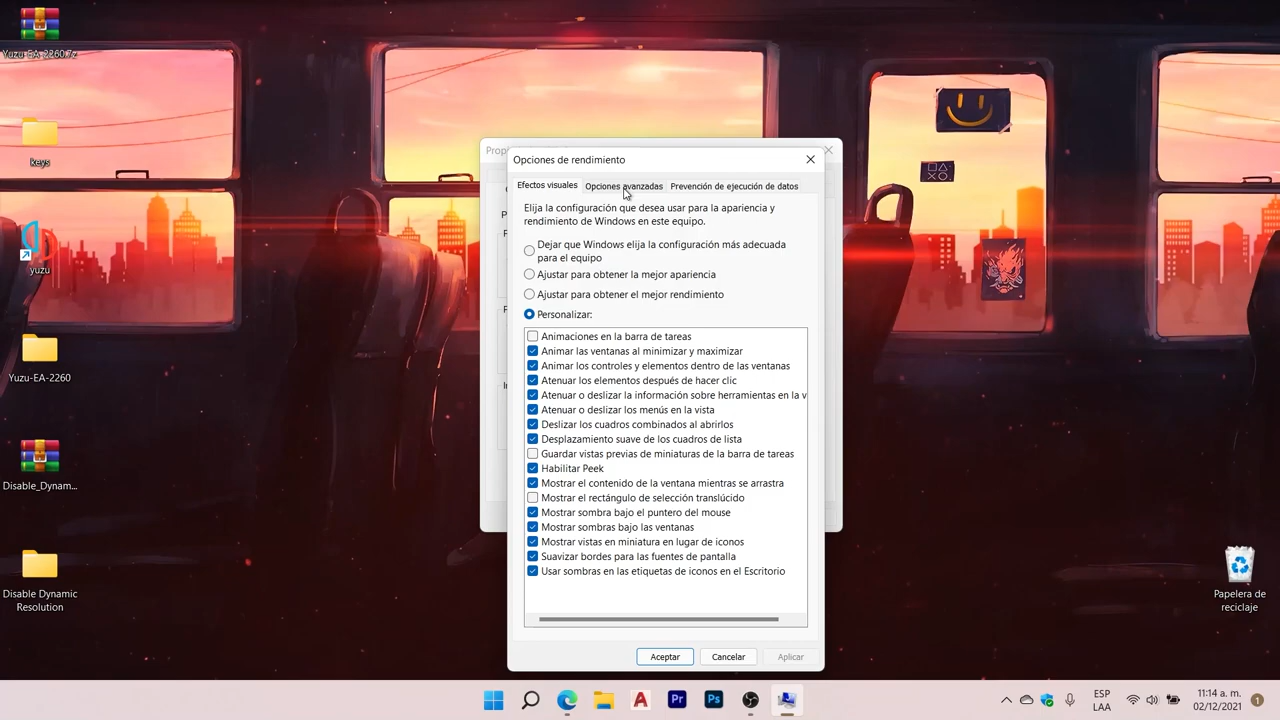 Yuzu-EA-2260.7z
keys
yuzu
Yuzu-EA-2260
Disable_Dynam...
Disable Dynamic
Resolution
Opciones de rendimiento
Efectos visuales
Opciones avanzadas
Prevención de ejecución de datos
Elija la configuración que desea usar para la apariencia y
rendimiento de Windows en este equipo.
Dejar que Windows elija la configuración más adecuada
para el equipo
Ajustar para obtener la mejor apariencia
Ajustar para obtener el mejor rendimiento
Personalizar:
Animaciones en la barra de tareas
Animar las ventanas al minimizar y maximizar
Animar los controles y elementos dentro de las ventanas
Atenuar los elementos después de hacer clic
Atenuar o deslizar la información sobre herramientas en la v
Atenuar o deslizar los menús en la vista
Deslizar los cuadros combinados al abrirlos
Desplazamiento suave de los cuadros de lista
Guardar vistas previas de miniaturas de la barra de tareas
Habilitar Peek
Mostrar el contenido de la ventana mientras se arrastra
Mostrar el rectángulo de selección translúcido
Mostrar sombra bajo el puntero del mouse
Mostrar sombras bajo las ventanas
Mostrar vistas en miniatura en lugar de iconos
Suavizar bordes para las fuentes de pantalla
Usar sombras en las etiquetas de iconos en el Escritorio
Aceptar
Cancelar
Aplicar
Papelera de
reciclaje
A
Pr
Ps
ESP
LAA
11:14 a. m.
02/12/2021
1